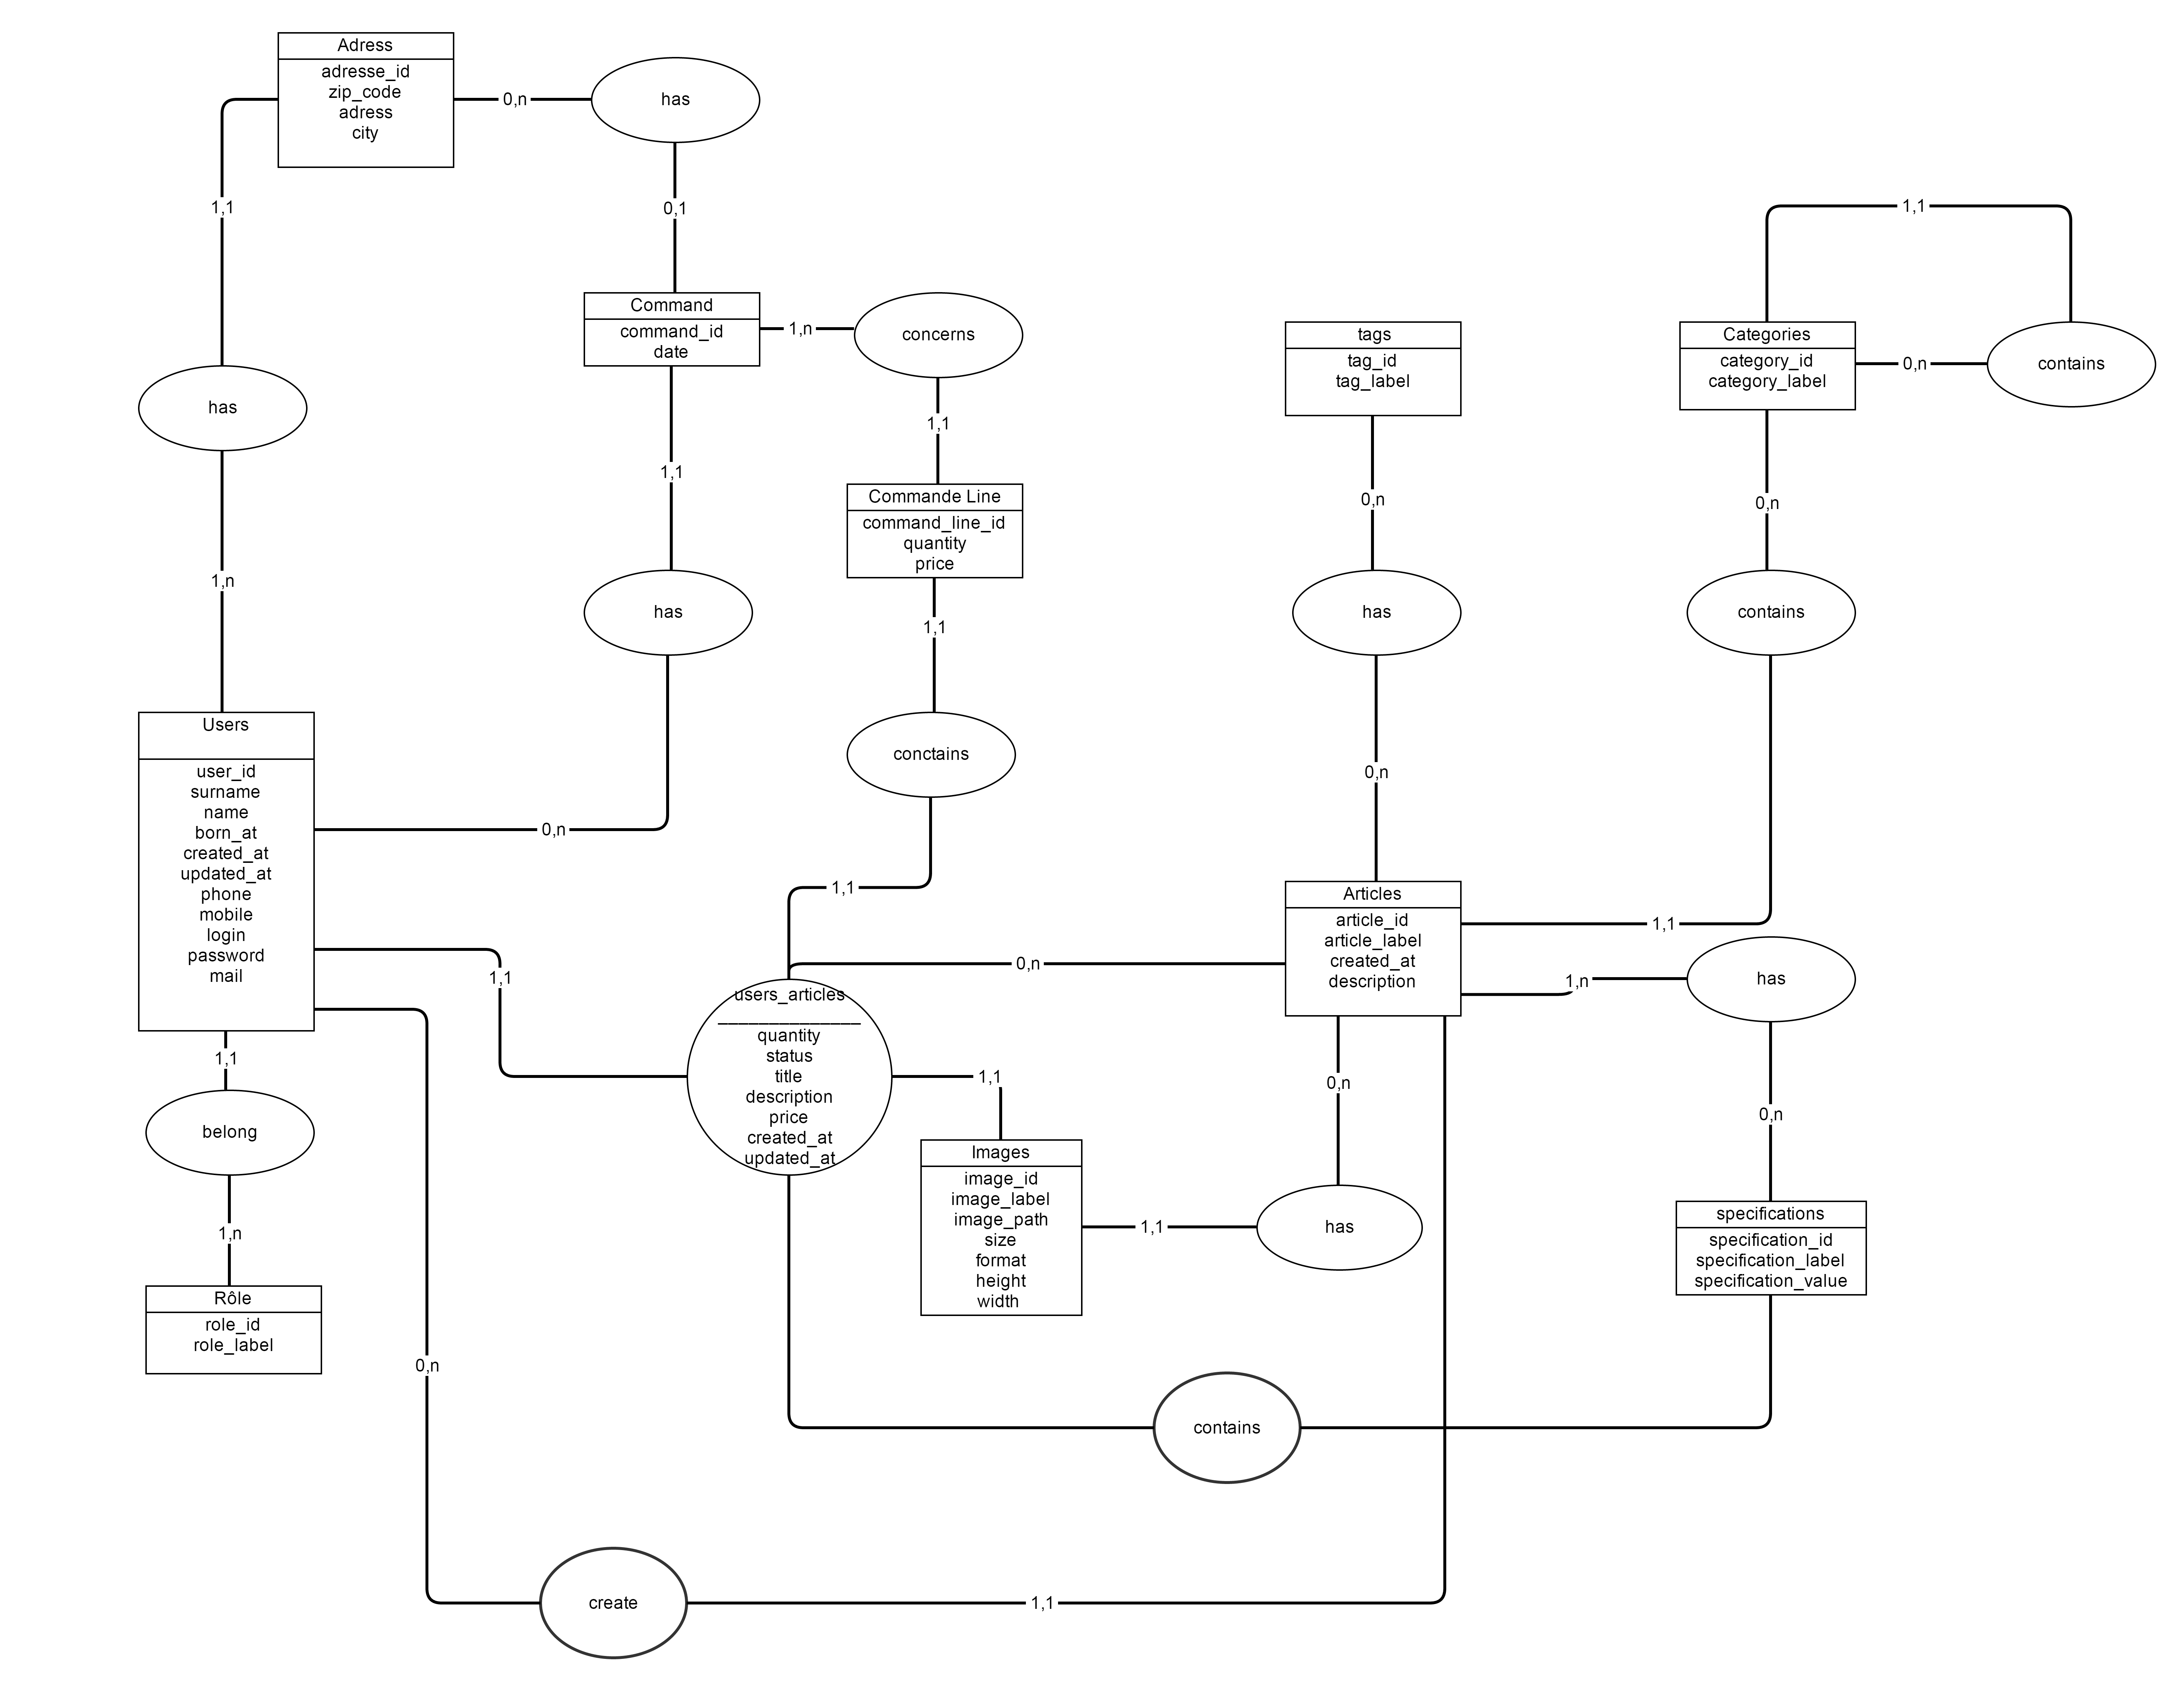 Adress
adresse_id
zip_code
adress
city
0,n
has
1,1
0,1
1,1
Command
command_id
date
1,n
concerns
tags
tag_id
tag_label
Categories
category_id
category_label
0,n
contains
has
1,1
1,1
Commande Line
command_line_id
quantity
price
0,n
0,n
1,n
has
1,1
has
contains
Users
user_id
surname
name
born_at
created_at
updated_at
phone
mobile
login
password
mail
conctains
0,n
0,n
1,1
Articles
article_id
article_label
created_at
description
1,1
0,n
1,1
1,n
has
users_articles
______________
quantity
status
title
description
price
created_at
updated_at
1,1
belong
1,1
0,n
0,n
Images
image_id
image_label
image_path
size
format
height
width
1,1
has
1,n
specifications
specification_id
specification_label
specification_value
Rôle
role_id
role_label
0,n
contains
create
1,1